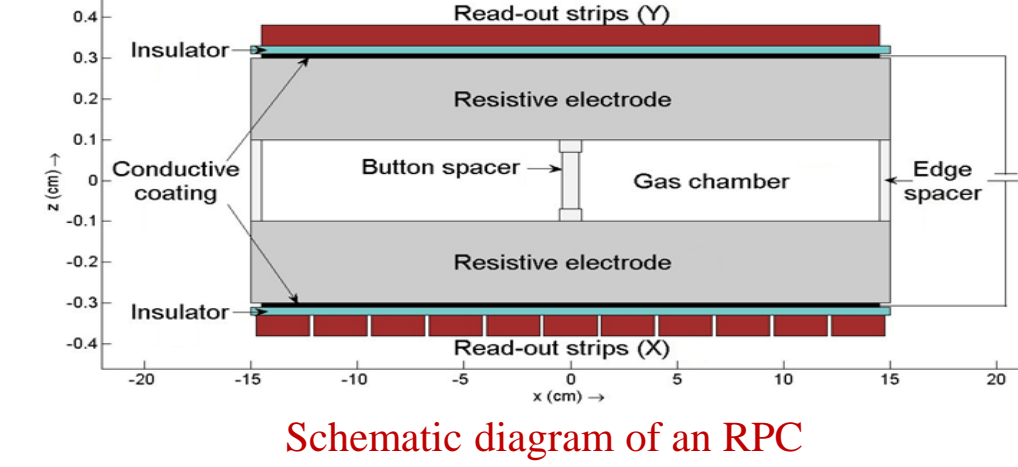 Read-out strips (Y)
Insulator
Resistive electrode
Conductive
coating
Button spacer
Gas chamber
Edge
spacer
Resistive electrode
Insulator
Read-out strips (X)
0.4
0.3
0.2
0.1
0
-0.1
-0.2
-0.3
-0.4
z (cm) →
-20 -15 -10 -5 0 5 10 15 20
x (cm) →
Schematic diagram of an RPC